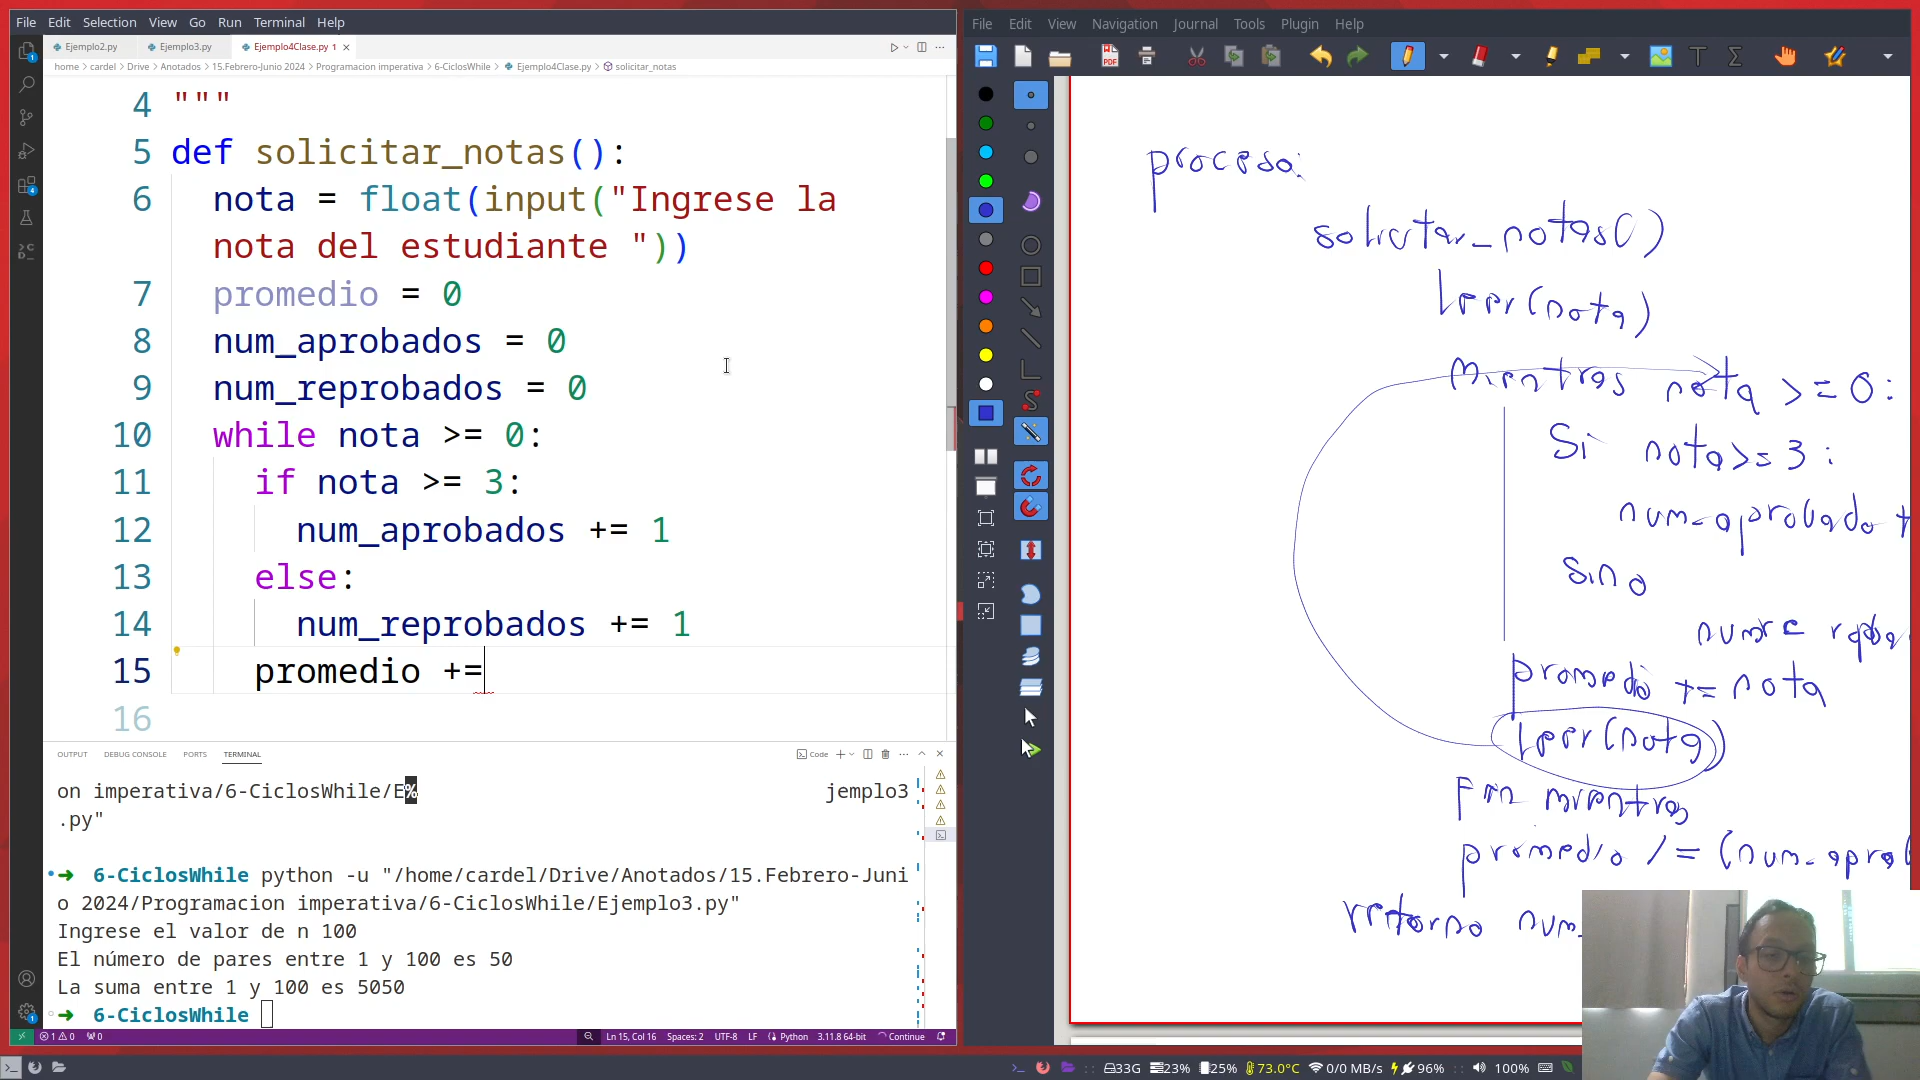 File Edit Selection View Go Run Terminal Help
Ejemplo2.py Ejemplo3.py Ejemplo4Clase.py 1
home > cardel > Drive > Anotados > 15.Febrero-Junio 2024 > Programacion imperativa > 6-CiclosWhile > Ejemplo4Clase.py > solicitar_notas
4 """
5 def solicitar_notas():
6 nota = float(input("Ingrese la
nota del estudiante "))
7 promedio = 0
8 num_aprobados = 0
9 num_reprobados = 0
10 while nota >= 0:
11 if nota >= 3:
12 num_aprobados += 1
13 else:
14 num_reprobados += 1
15 promedio +=
16
OUTPUT DEBUG CONSOLE PORTS TERMINAL
Code
on imperativa/6-CiclosWhile/E% jemplo3
.py"
➜ 6-CiclosWhile python -u "/home/cardel/Drive/Anotados/15.Febrero-Juni
o 2024/Programacion imperativa/6-CiclosWhile/Ejemplo3.py"
Ingrese el valor de n 100
El número de pares entre 1 y 100 es 50
La suma entre 1 y 100 es 5050
➜ 6-CiclosWhile
1 0 0 Ln 15, Col 16 Spaces: 2 UTF-8 LF Python 3.11.8 64-bit Continue
File Edit View Navigation Journal Tools Plugin Help
proceso:
solicitar_notas()
leer(nota)
mientras nota >= 0:
Si nota >= 3 :
num_aprobado +
sino
promedio += nota
leer(nota)
Fin mientras
promedio /= (num_aprob
retorno num_
33G 23% 25% 73.0°C 0/0 MB/s 96% 100%